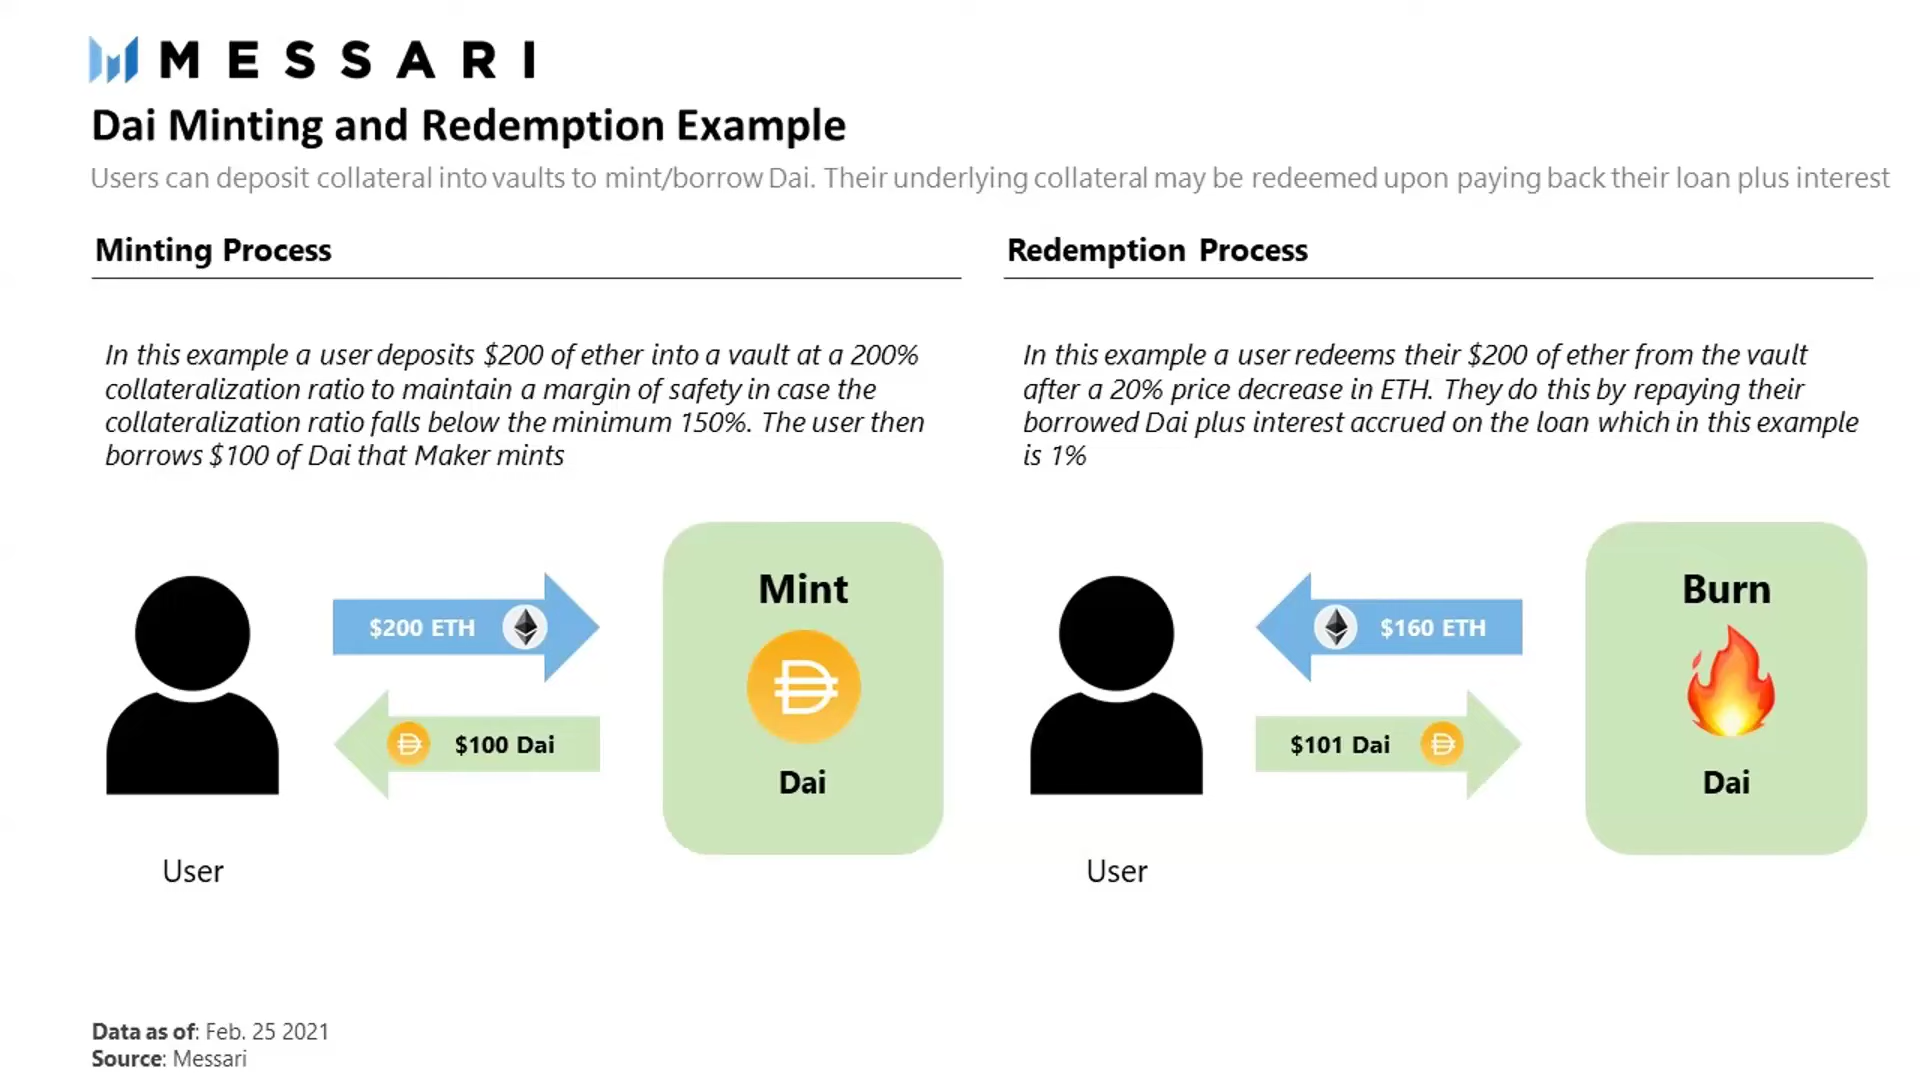 MESSARI
Dai Minting and Redemption Example
Users can deposit collateral into vaults to mint/borrow Dai. Their underlying collateral may be redeemed upon paying back their loan plus interest
Minting Process
In this example a user deposits $200 of ether into a vault at a 200%
collateralization ratio to maintain a margin of safety in case the
collateralization ratio falls below the minimum 150%. The user then
borrows $100 of Dai that Maker mints
$200 ETH
$100 Dai
Mint
Dai
User
Redemption Process
In this example a user redeems their $200 of ether from the vault
after a 20% price decrease in ETH. They do this by repaying their
borrowed Dai plus interest accrued on the loan which in this example
is 1%
$160 ETH
$101 Dai
Burn
Dai
User
Data as of: Feb. 25 2021
Source: Messari